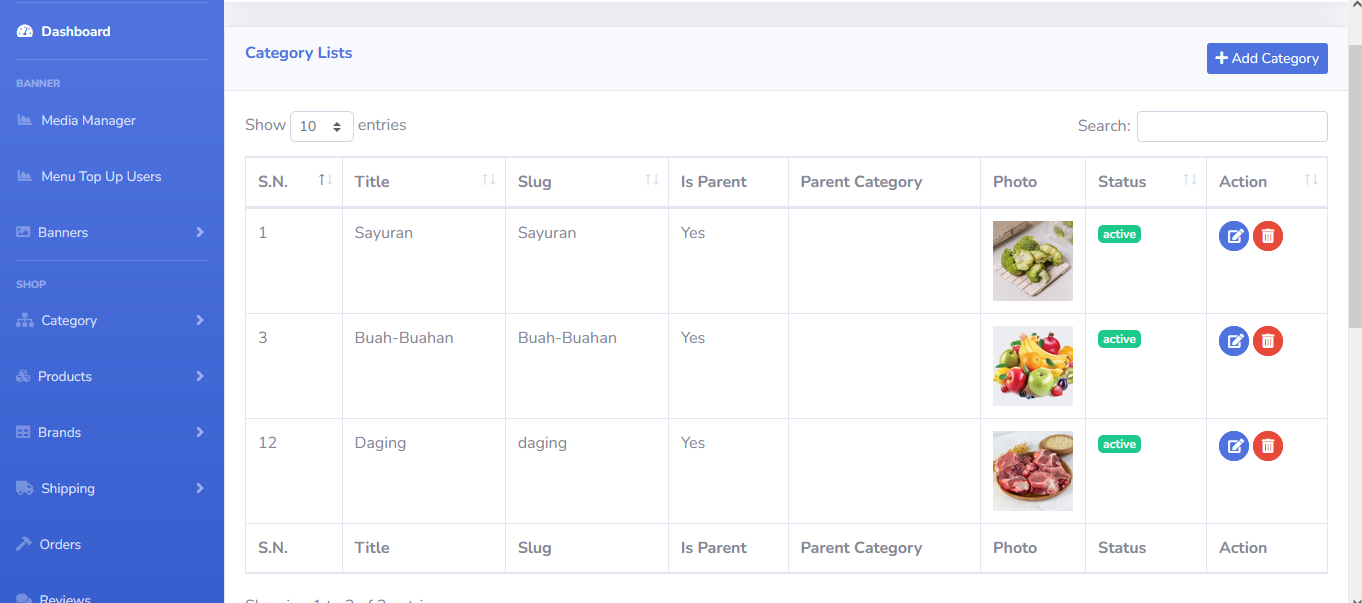 Dashboard
BANNER
Media Manager
Menu Top Up Users
Banners
SHOP
Category
Products
Brands
Shipping
Orders
Reviews
Category Lists
Add Category
Show 10 entries
Search:
S.N. Title Slug Is Parent Parent Category Photo Status Action
1 Sayuran Sayuran Yes active
3 Buah-Buahan Buah-Buahan Yes active
12 Daging daging Yes active
S.N. Title Slug Is Parent Parent Category Photo Status Action